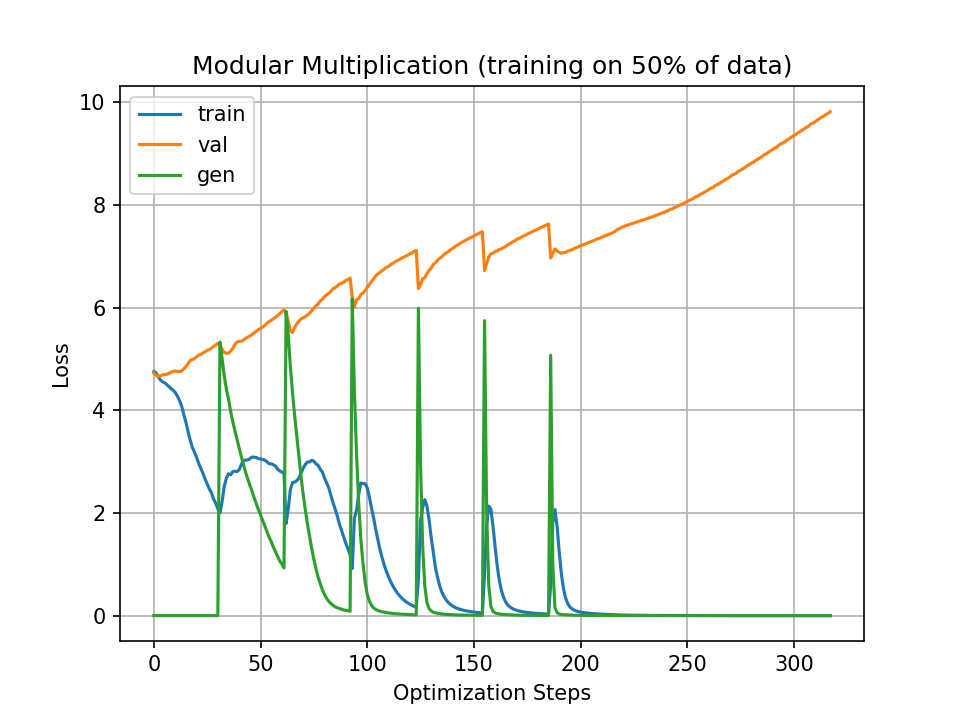 Modular Multiplication (training on 50% of data)
train
val
gen
10
8
6
4
2
0
Loss
0 50 100 150 200 250 300
Optimization Steps